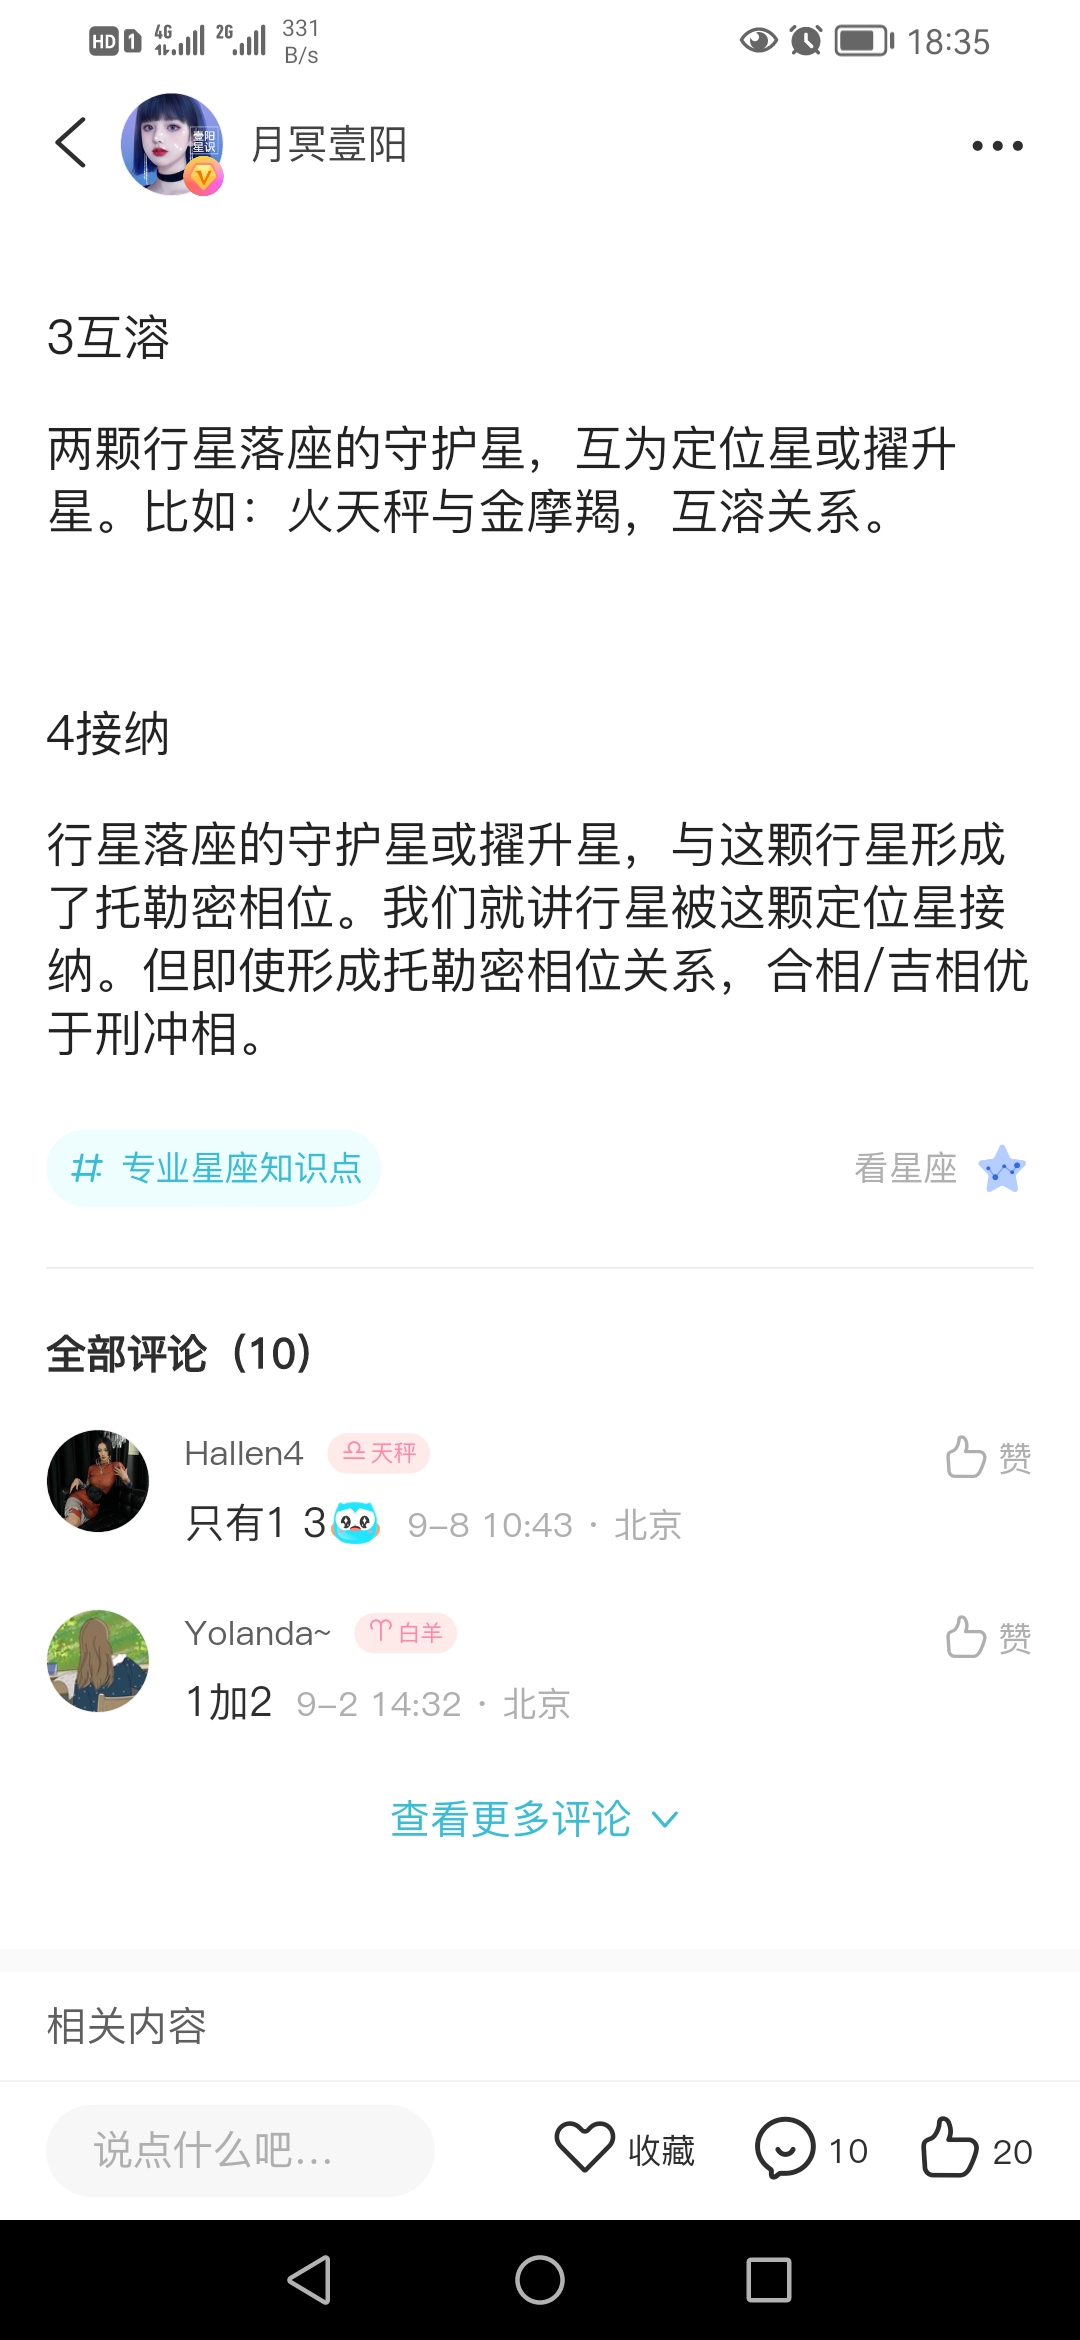 HD 1 4G 2G 331 B/s 18:35
壹阳
星识
月冥壹阳
3互溶
两颗行星落座的守护星，互为定位星或擢升
星。比如：火天秤与金摩羯，互溶关系。
4接纳
行星落座的守护星或擢升星，与这颗行星形成
了托勒密相位。我们就讲行星被这颗定位星接
纳。但即使形成托勒密相位关系，合相/吉相优
于刑冲相。
# 专业星座知识点 看星座
全部评论（10）
Hallen4 ♎天秤 赞
只有1 3 9-8 10:43 · 北京
Yolanda~ ♈白羊 赞
1加2 9-2 14:32 · 北京
查看更多评论
相关内容
说点什么吧... 收藏 10 20